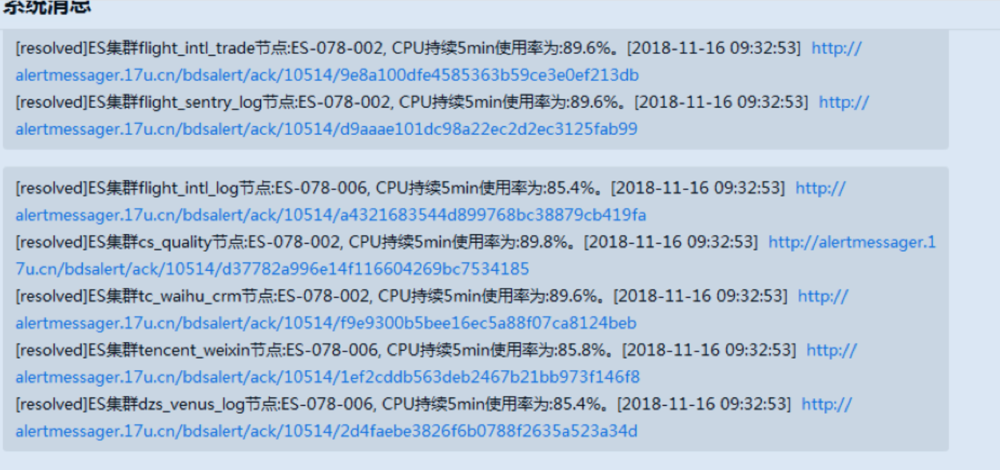 系统消息
[resolved]ES集群flight_intl_trade节点:ES-078-002, CPU持续5min使用率为:89.6%。[2018-11-16 09:32:53] http://
alertmessager.17u.cn/bdsalert/ack/10514/9e8a100dfe4585363b59ce3e0ef213db
[resolved]ES集群flight_sentry_log节点:ES-078-002, CPU持续5min使用率为:89.6%。[2018-11-16 09:32:53] http://
alertmessager.17u.cn/bdsalert/ack/10514/d9aaae101dc98a22ec2d2ec3125fab99
[resolved]ES集群flight_intl_log节点:ES-078-006, CPU持续5min使用率为:85.4%。[2018-11-16 09:32:53] http://
alertmessager.17u.cn/bdsalert/ack/10514/a4321683544d899768bc38879cb419fa
[resolved]ES集群cs_quality节点:ES-078-002, CPU持续5min使用率为:89.8%。[2018-11-16 09:32:53] http://alertmessager.1
7u.cn/bdsalert/ack/10514/d37782a996e14f116604269bc7534185
[resolved]ES集群tc_waihu_crm节点:ES-078-002, CPU持续5min使用率为:89.6%。[2018-11-16 09:32:53] http://
alertmessager.17u.cn/bdsalert/ack/10514/f9e9300b5bee16ec5a88f07ca8124beb
[resolved]ES集群tencent_weixin节点:ES-078-006, CPU持续5min使用率为:85.8%。[2018-11-16 09:32:53] http://
alertmessager.17u.cn/bdsalert/ack/10514/1ef2cddb563deb2467b21bb973f146f8
[resolved]ES集群dzs_venus_log节点:ES-078-006, CPU持续5min使用率为:85.4%。[2018-11-16 09:32:53] http://
alertmessager.17u.cn/bdsalert/ack/10514/2d4faebe3826f6b0788f2635a523a34d